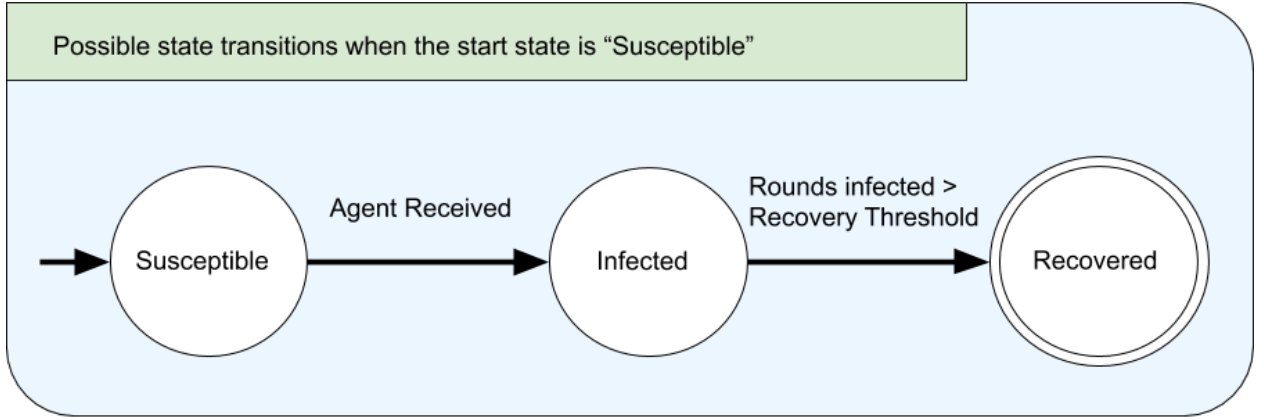 Possible state transitions when the start state is “Susceptible”
Agent Received
Rounds infected >
Recovery Threshold
Susceptible
Infected
Recovered